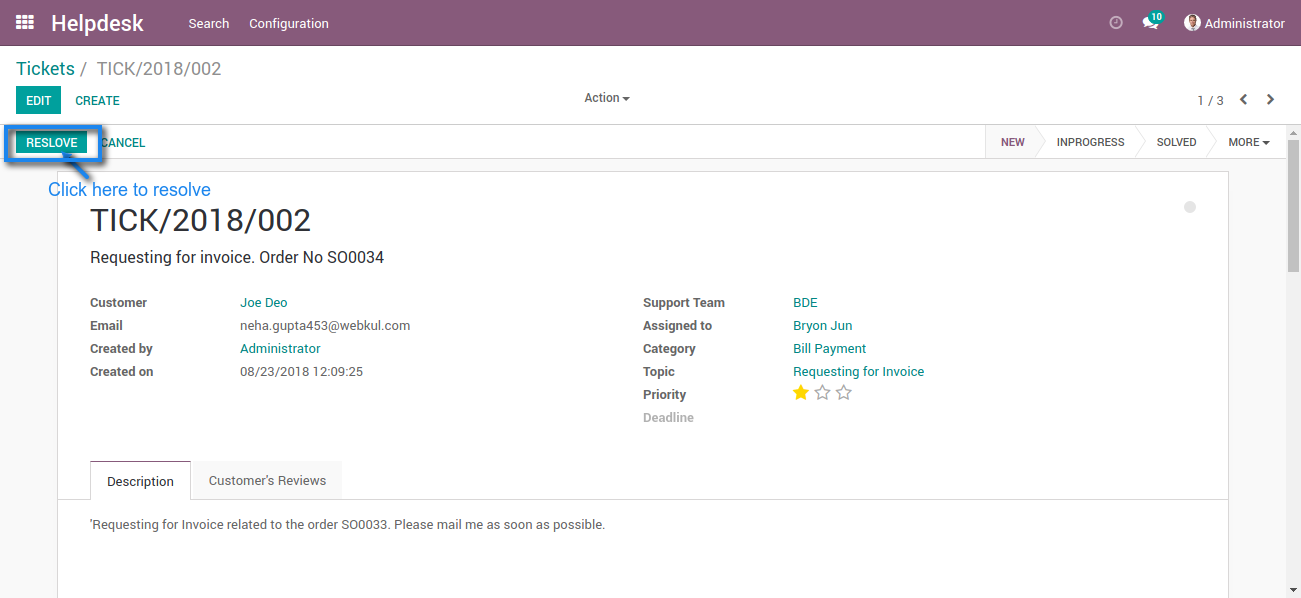 Helpdesk Search Configuration 10 Administrator
Tickets / TICK/2018/002
EDIT CREATE Action 1 / 3
RESLOVE CANCEL NEW INPROGRESS SOLVED MORE
Click here to resolve
TICK/2018/002
Requesting for invoice. Order No SO0034
Customer Joe Deo Support Team BDE
Email neha.gupta453@webkul.com Assigned to Bryon Jun
Created by Administrator Category Bill Payment
Created on 08/23/2018 12:09:25 Topic Requesting for Invoice
Priority
Deadline
Description Customer's Reviews
'Requesting for Invoice related to the order SO0033. Please mail me as soon as possible.